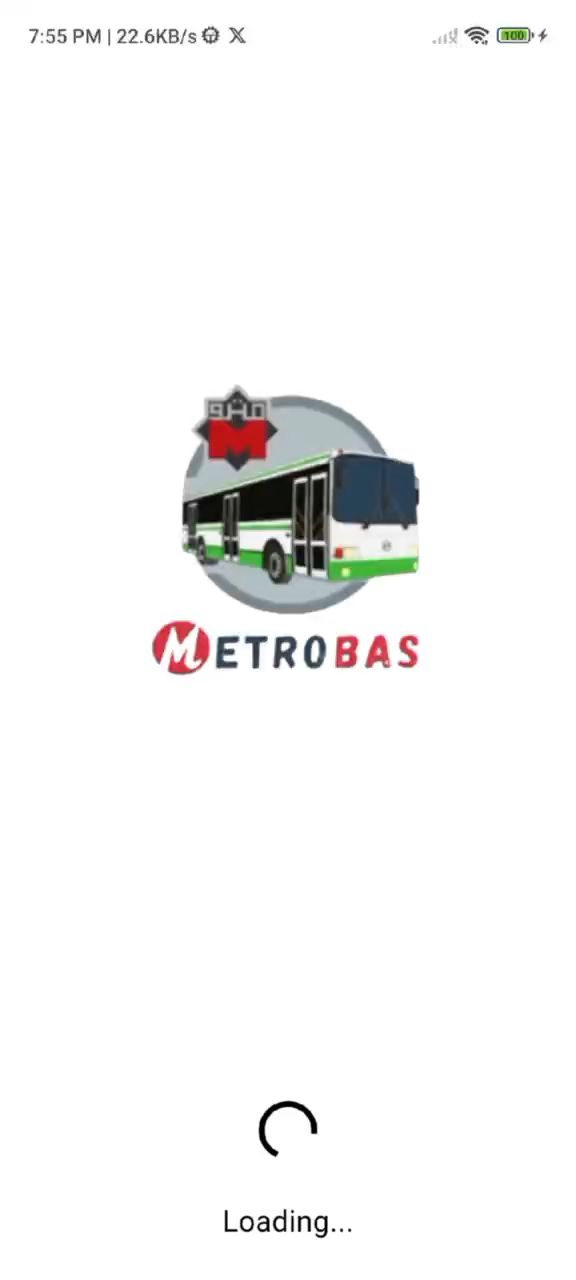 7:55 PM | 22.6KB/s
100
METROBAS
Loading...